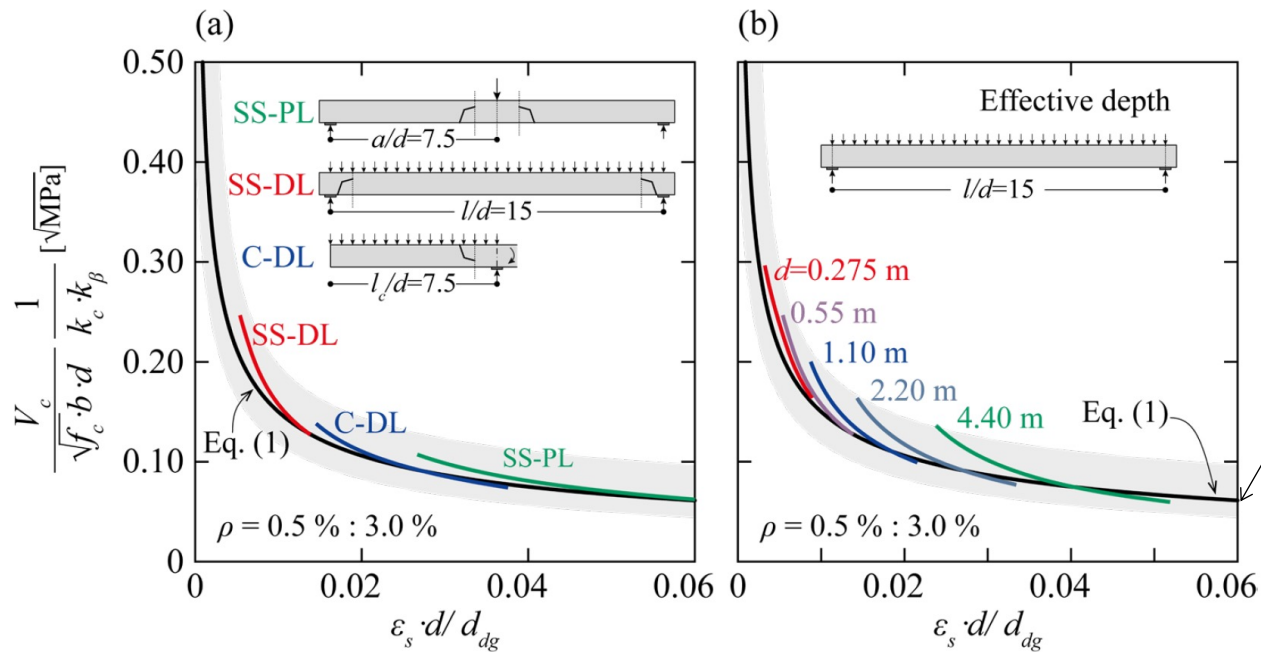 (a)
(b)
0.50
0.40
0.30
0.20
0.10
0
V_c / √f_c·b·d 1 / k_c·k_β [√MPa]
SS-PL
a/d=7.5
SS-DL
l/d=15
C-DL
l_c/d=7.5
SS-DL
Eq. (1)
C-DL
SS-PL
ρ = 0.5 % : 3.0 %
0 0.02 0.04 0.06
ε_s·d/d_dg
Effective depth
l/d=15
d=0.275 m
0.55 m
1.10 m
2.20 m
4.40 m
Eq. (1)
ρ = 0.5 % : 3.0 %
0 0.02 0.04 0.06
ε_s·d/d_dg